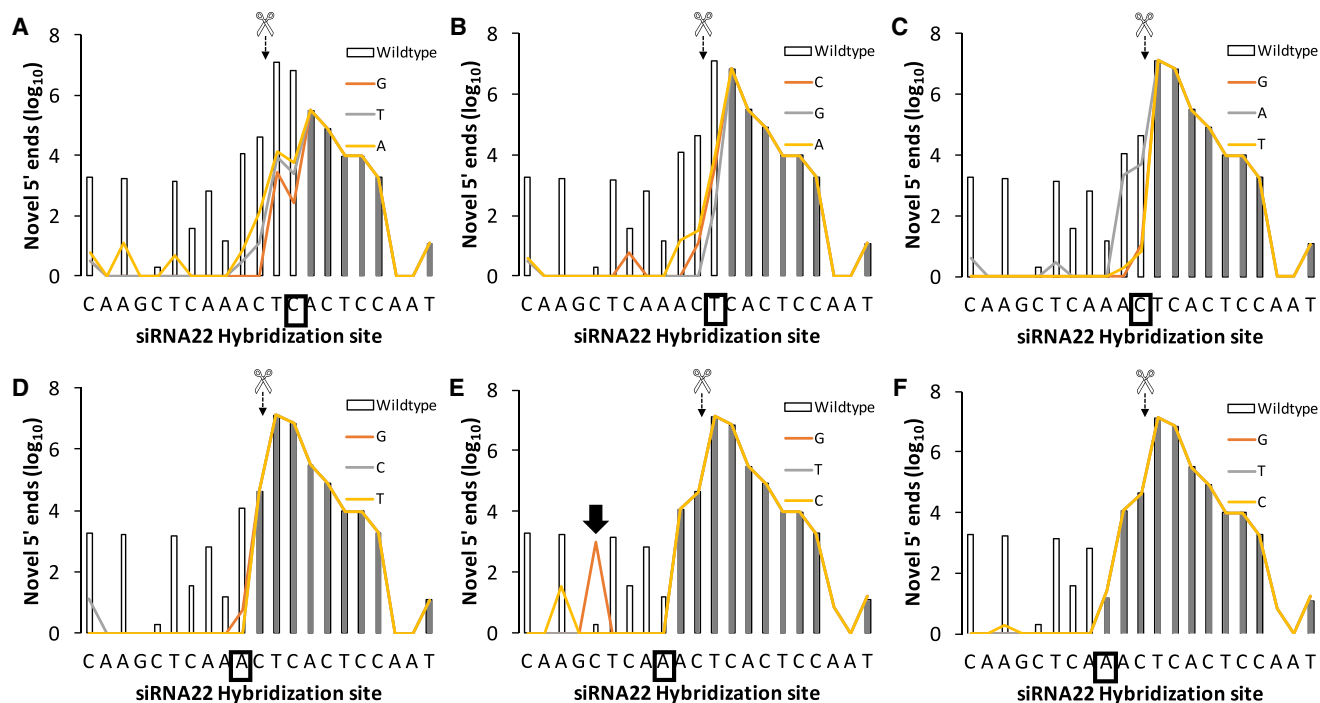 A
8
6
4
2
0
Novel 5' ends (log10)
Wildtype
G
T
A
C A A G C T C A A A C T C A C T C C A A T
siRNA22 Hybridization site
B
8
6
4
2
0
Novel 5' ends (log10)
Wildtype
C
G
A
C A A G C T C A A A C T C A C T C C A A T
siRNA22 Hybridization site
C
8
6
4
2
0
Novel 5' ends (log10)
Wildtype
G
A
T
C A A G C T C A A A C T C A C T C C A A T
siRNA22 Hybridization site
D
8
6
4
2
0
Novel 5' ends (log10)
Wildtype
G
C
T
C A A G C T C A A A C T C A C T C C A A T
siRNA22 Hybridization site
E
8
6
4
2
0
Novel 5' ends (log10)
Wildtype
G
T
C
C A A G C T C A A A C T C A C T C C A A T
siRNA22 Hybridization site
F
8
6
4
2
0
Novel 5' ends (log10)
Wildtype
G
T
C
C A A G C T C A A A C T C A C T C C A A T
siRNA22 Hybridization site